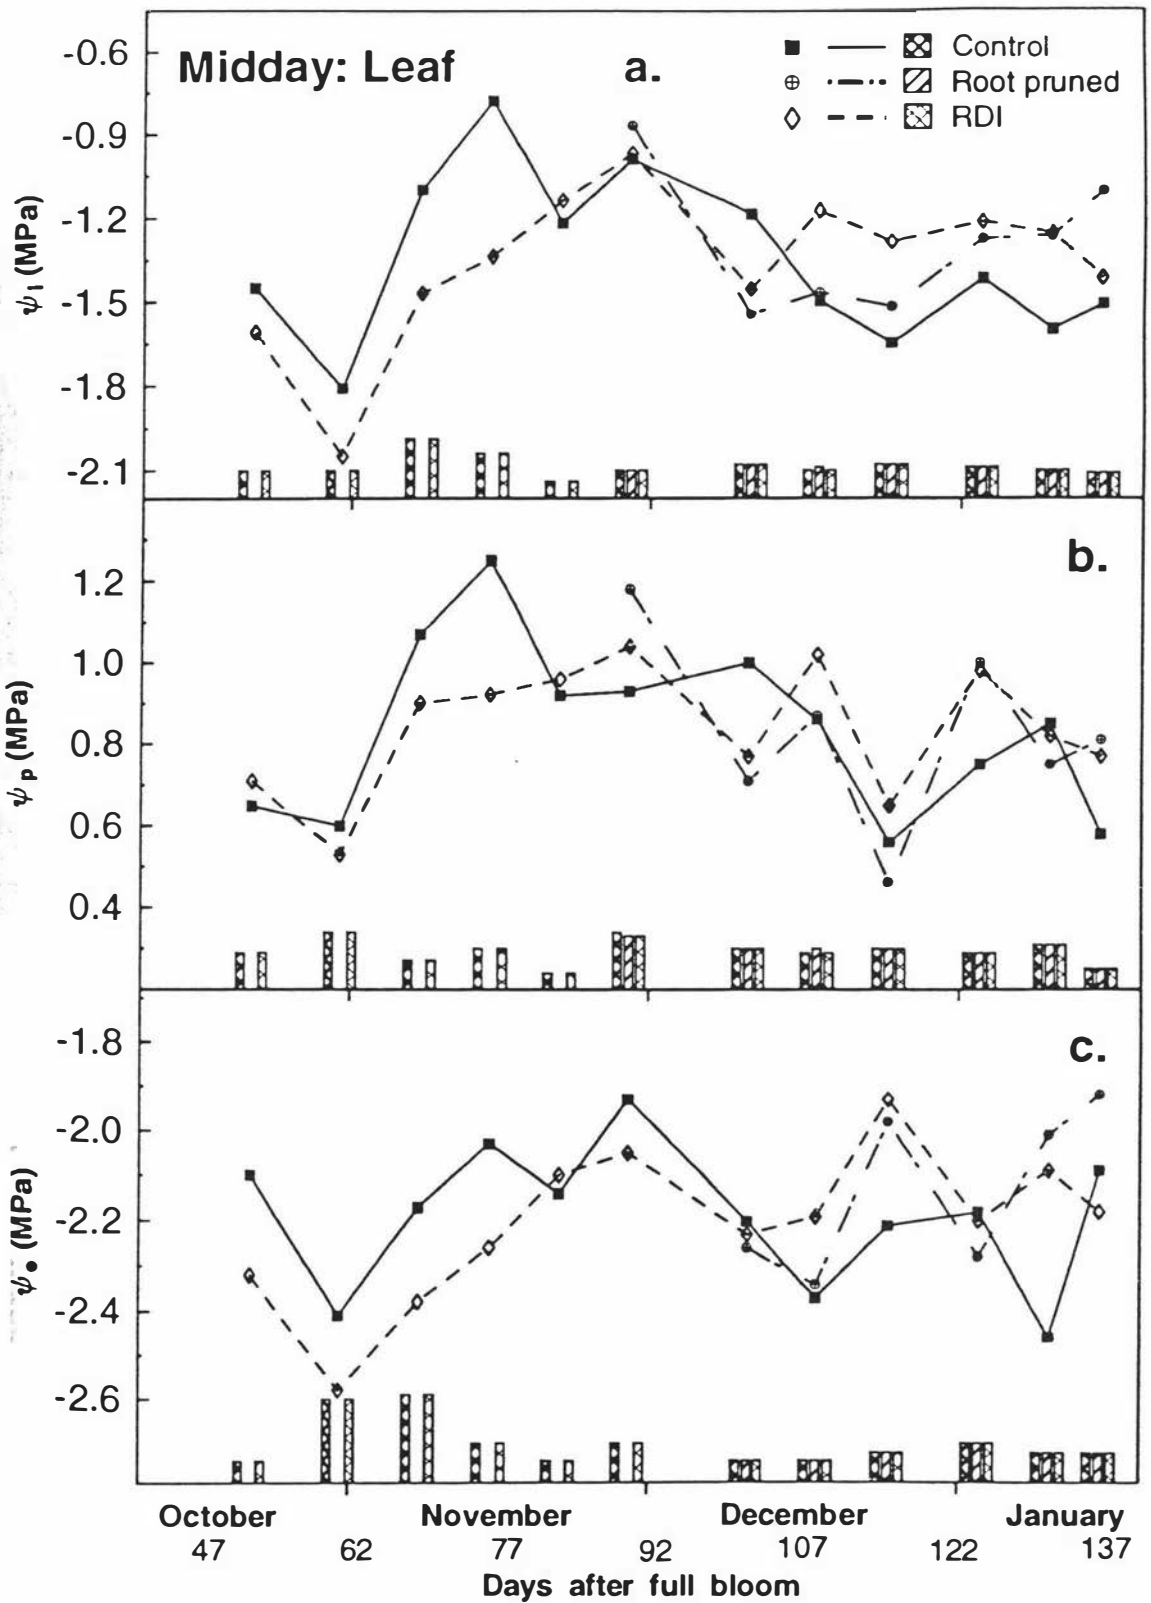 Midday: Leaf
a.
Control
Root pruned
RDI
-0.6
-0.9
-1.2
-1.5
-1.8
-2.1
ψl (MPa)
b.
1.2
1.0
0.8
0.6
0.4
ψp (MPa)
c.
-1.8
-2.0
-2.2
-2.4
-2.6
ψ• (MPa)
October November December January
47 62 77 92 107 122 137
Days after full bloom